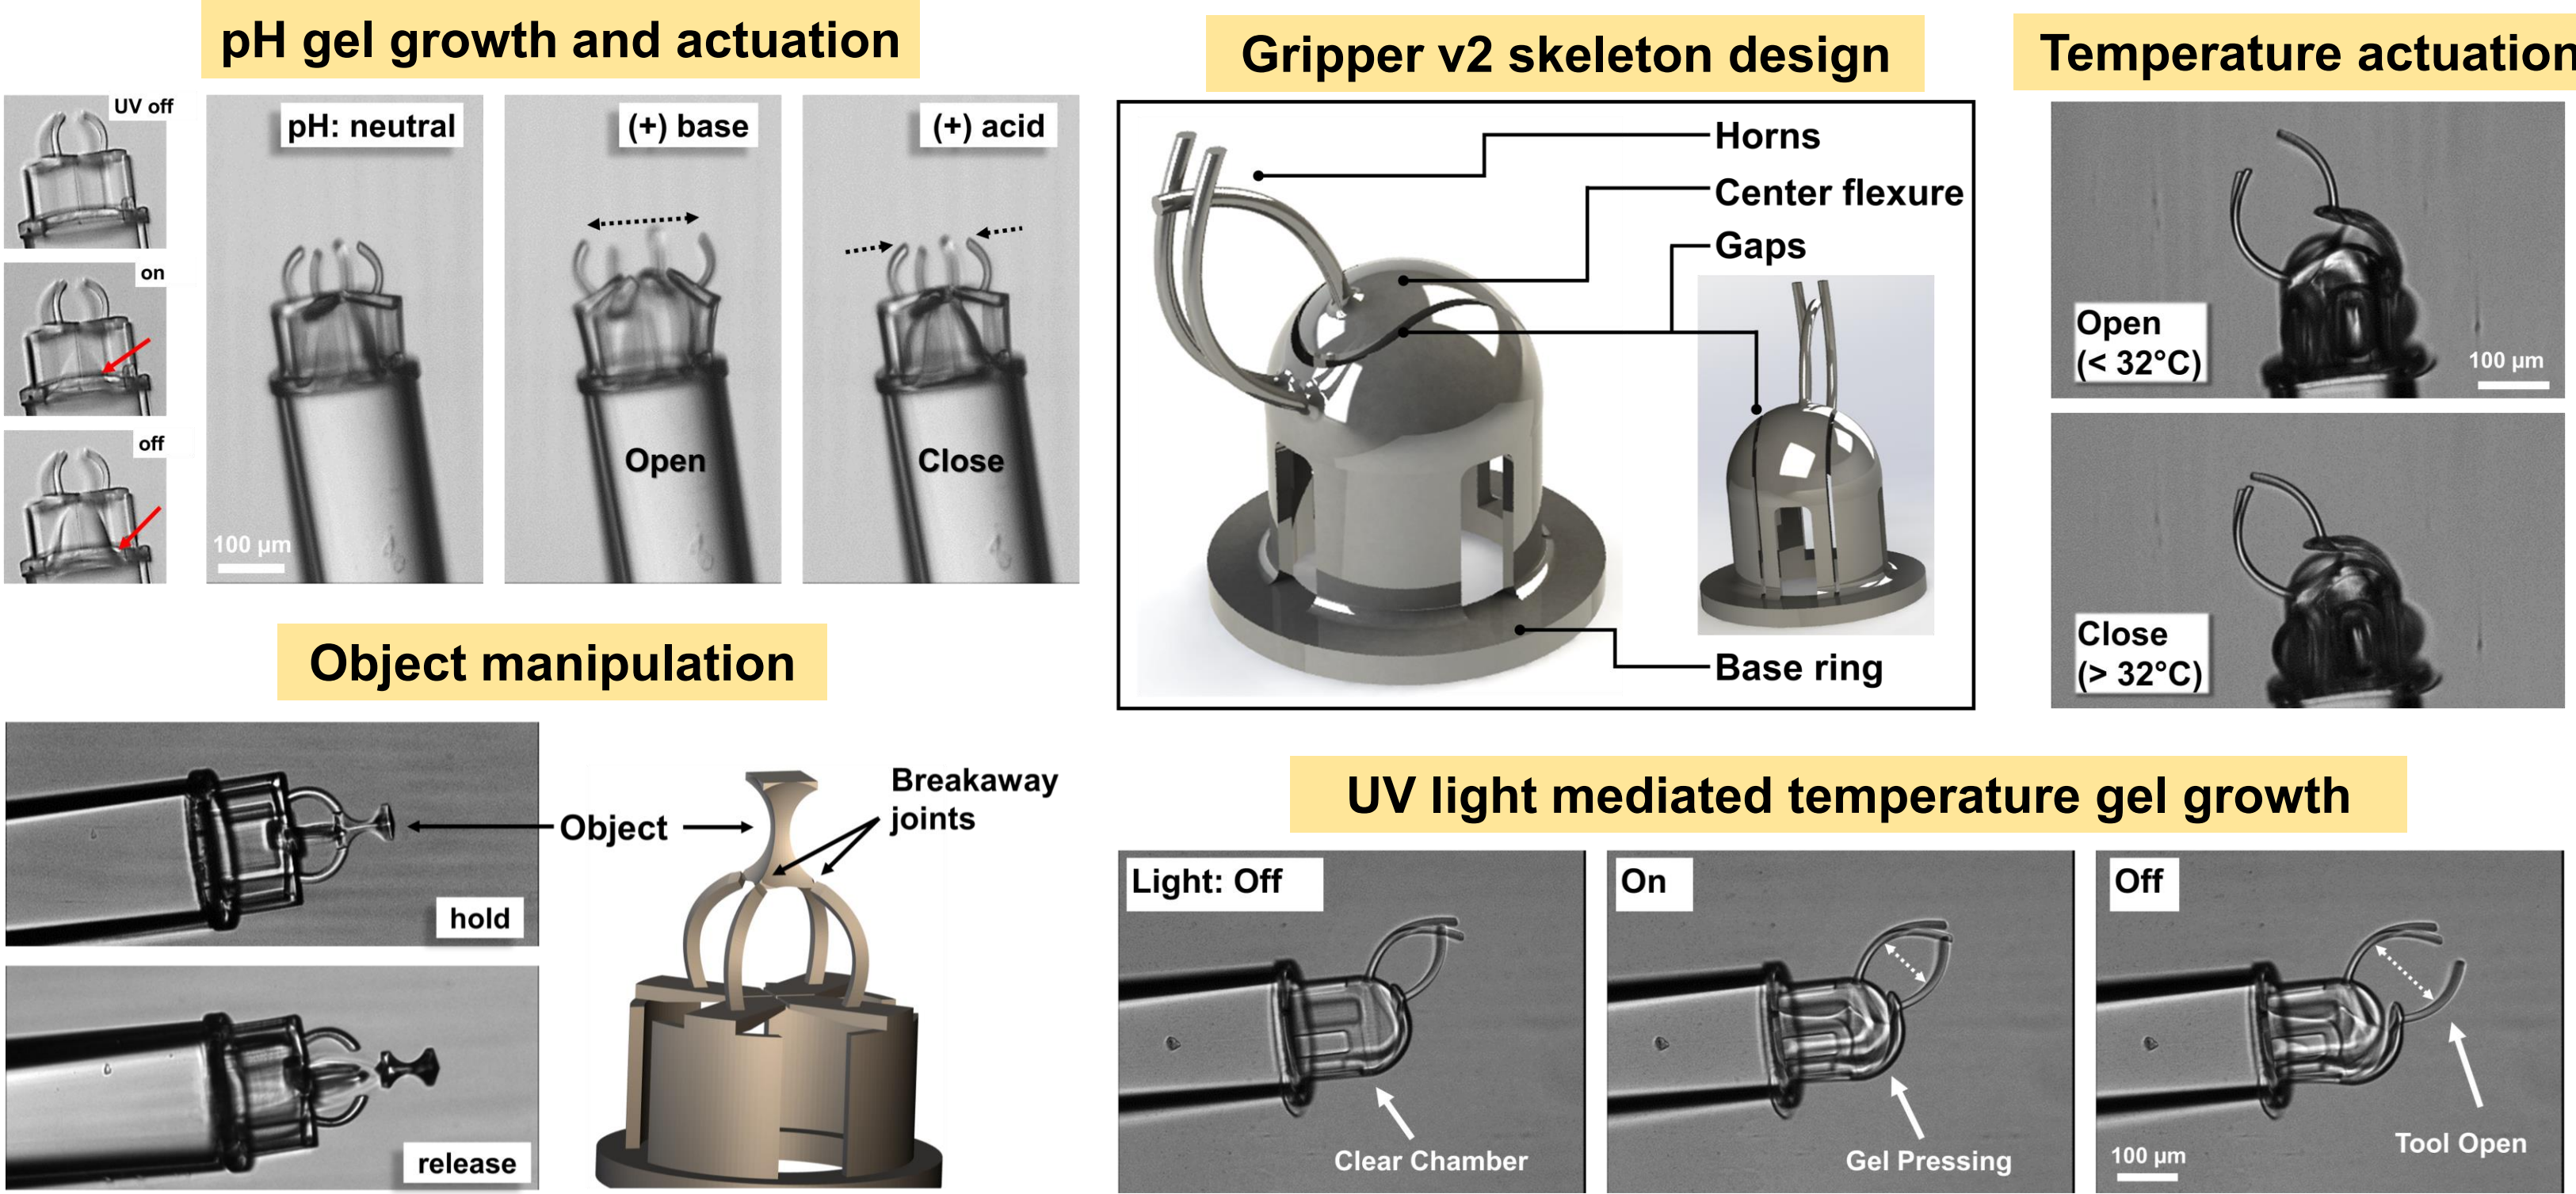 pH gel growth and actuation
UV off
on
off
pH: neutral
100 µm
(+) base
Open
(+) acid
Close
Gripper v2 skeleton design
Horns
Center flexure
Gaps
Base ring
Temperature actuation
Open
(< 32°C)
100 µm
Close
(> 32°C)
Object manipulation
hold
release
Object
Breakaway
joints
UV light mediated temperature gel growth
Light: Off
Clear Chamber
On
Gel Pressing
Off
Tool Open
100 µm